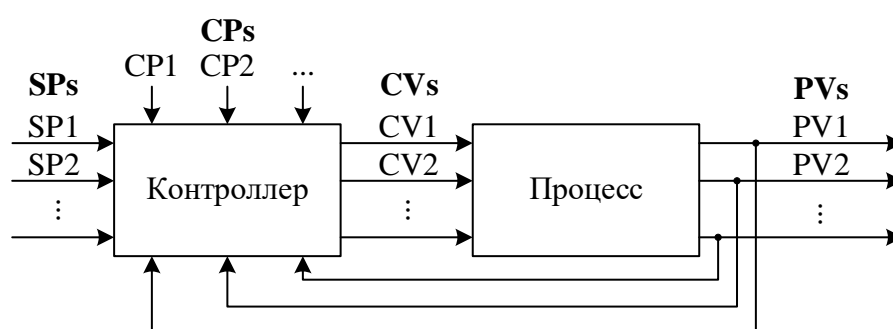 CPs
SPs CP1 CP2 ... CVs PVs
SP1 CV1 PV1
SP2 Контроллер CV2 Процесс PV2
⋮ ⋮ ⋮